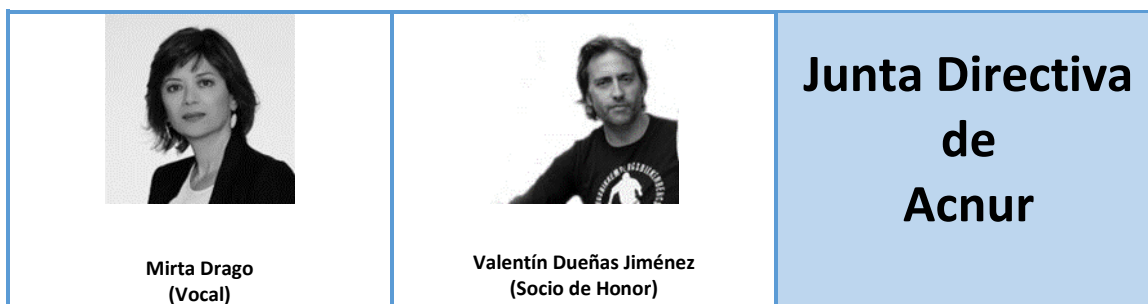 Mirta Drago
(Vocal)
Valentín Dueñas Jiménez
(Socio de Honor)
Junta Directiva
de
Acnur